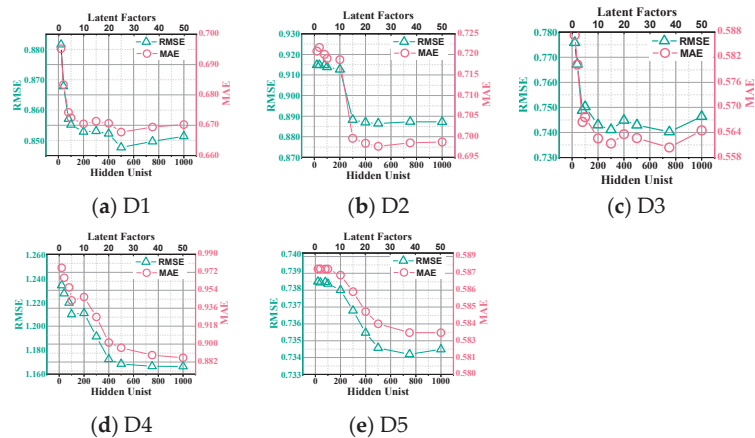 Latent Factors
0 10 20 30 40 50
0.880
0.870
0.860
0.850
RMSE
0.700
0.690
0.680
0.670
0.660
MAE
RMSE
MAE
0 200 400 600 800 1000
Hidden Unist
(a) D1
Latent Factors
0 10 20 30 40 50
0.930
0.920
0.910
0.900
0.890
0.880
0.870
RMSE
0.725
0.720
0.715
0.710
0.705
0.700
0.695
MAE
RMSE
MAE
0 200 400 600 800 1000
Hidden Unist
(b) D2
Latent Factors
0 10 20 30 40 50
0.780
0.770
0.760
0.750
0.740
0.730
RMSE
0.588
0.582
0.576
0.570
0.564
0.558
MAE
RMSE
MAE
0 200 400 600 800 1000
Hidden Unist
(c) D3
Latent Factors
0 10 20 30 40 50
1.260
1.240
1.220
1.200
1.180
1.160
RMSE
0.990
0.972
0.954
0.936
0.918
0.900
0.882
MAE
RMSE
MAE
0 200 400 600 800 1000
Hidden Unist
(d) D4
Latent Factors
0 10 20 30 40 50
0.740
0.739
0.738
0.737
0.736
0.735
0.734
0.733
RMSE
0.589
0.587
0.586
0.585
0.584
0.583
0.581
0.580
MAE
RMSE
MAE
0 200 400 600 800 1000
Hidden Unist
(e) D5